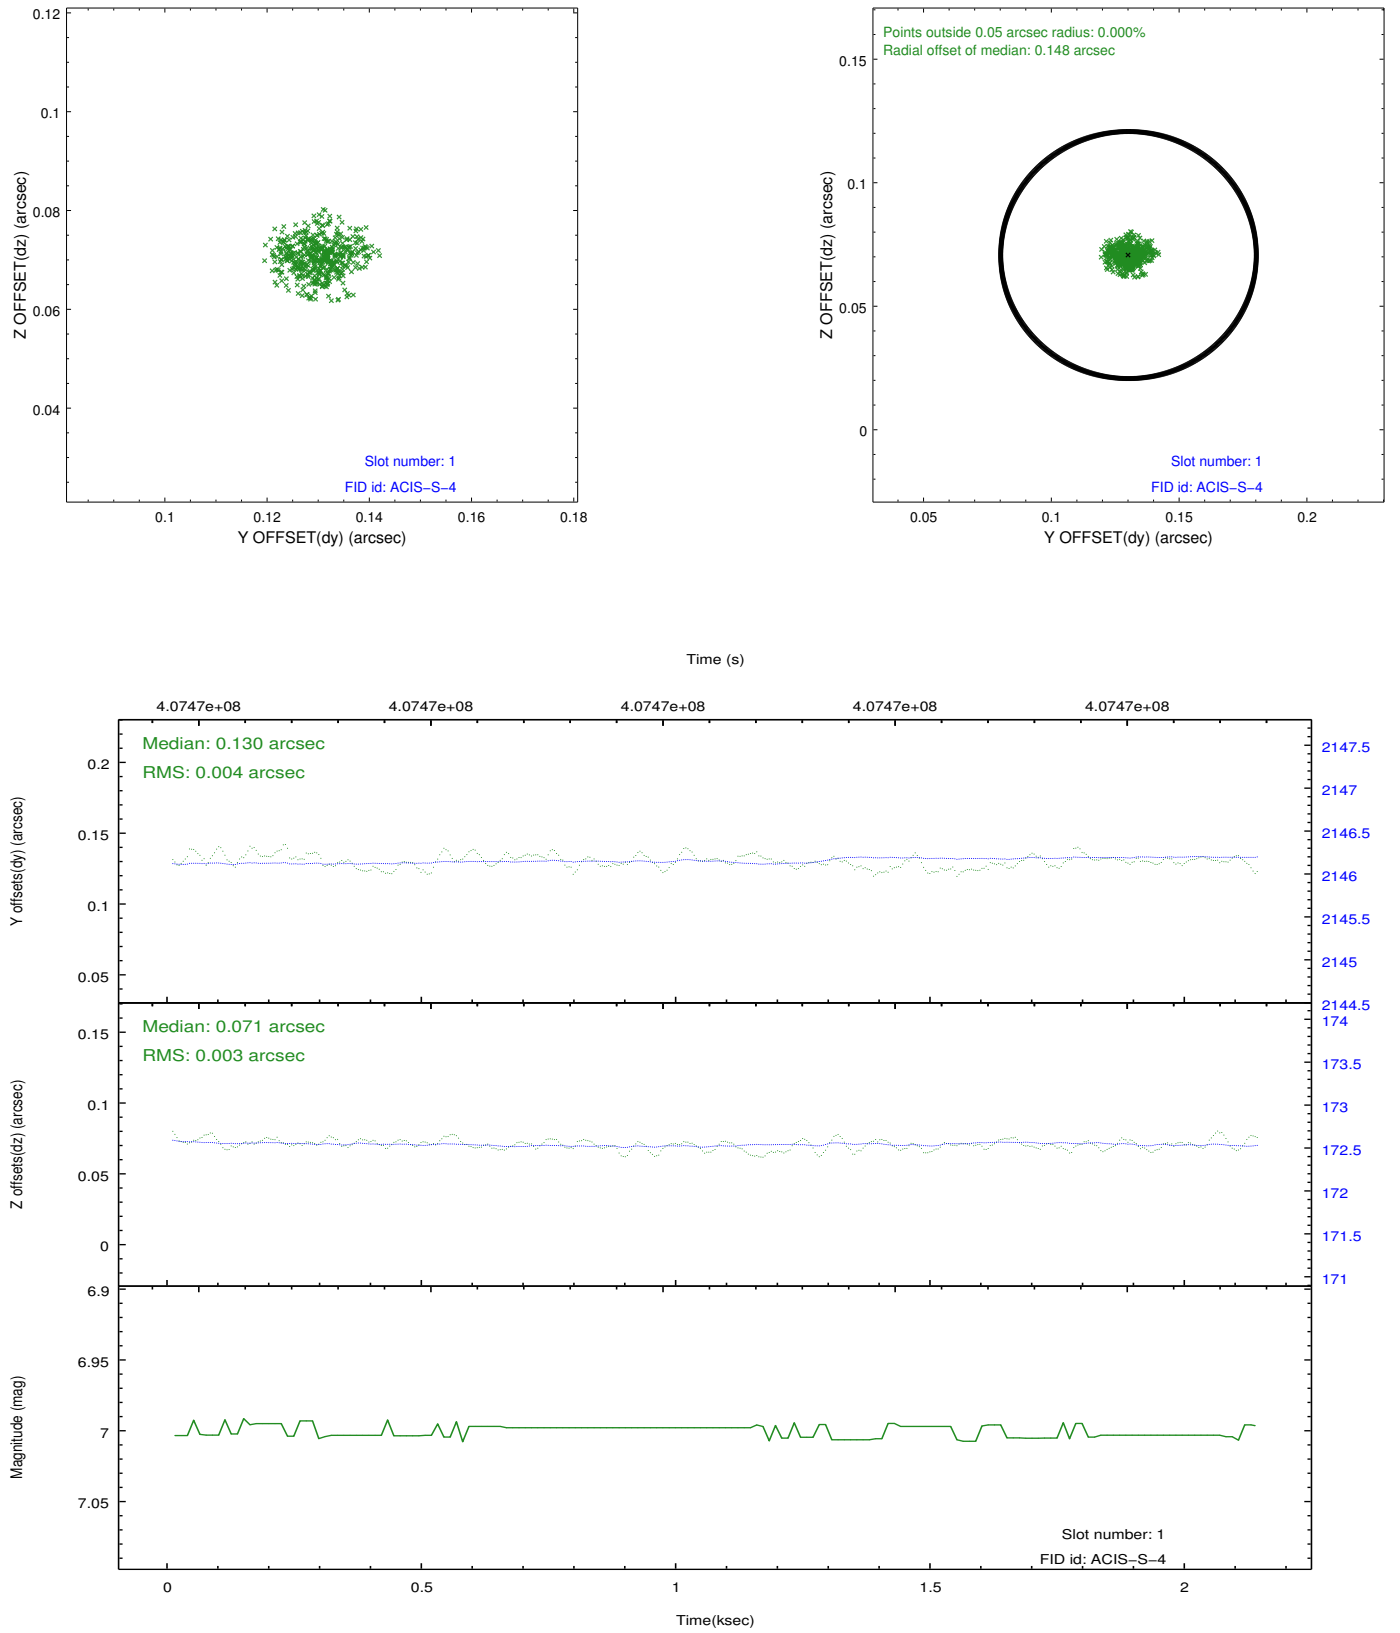 0.12
0.1
0.08
0.06
0.04
Z OFFSET(dz) (arcsec)
Slot number: 1
FID id: ACIS−S−4
0.1 0.12 0.14 0.16 0.18
Y OFFSET(dy) (arcsec)
Points outside 0.05 arcsec radius: 0.000%
Radial offset of median: 0.148 arcsec
0.15
0.1
0.05
0
Z OFFSET(dz) (arcsec)
Slot number: 1
FID id: ACIS−S−4
0.05 0.1 0.15 0.2
Y OFFSET(dy) (arcsec)
Time (s)
4.0747e+08 4.0747e+08 4.0747e+08 4.0747e+08 4.0747e+08
Median: 0.130 arcsec
RMS: 0.004 arcsec
0.2
0.15
0.1
0.05
Y offsets(dy) (arcsec)
2147.5
2147
2146.5
2146
2145.5
2145
2144.5
Median: 0.071 arcsec
RMS: 0.003 arcsec
0.15
0.1
0.05
0
Z offsets(dz) (arcsec)
174
173.5
173
172.5
172
171.5
171
6.9
6.95
7
7.05
Magnitude (mag)
Slot number: 1
FID id: ACIS−S−4
0 0.5 1 1.5 2
Time(ksec)